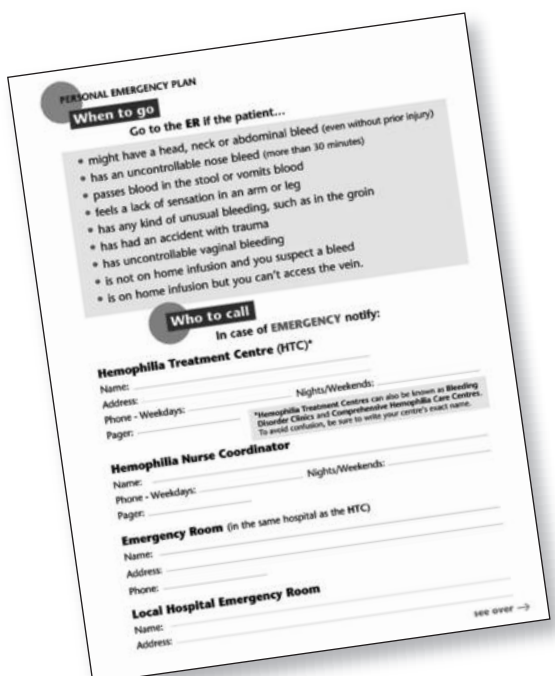 PERSONAL EMERGENCY PLAN
When to go
Go to the ER if the patient...
• might have a head, neck or abdominal bleed (even without prior injury)
• has an uncontrollable nose bleed (more than 30 minutes)
• passes blood in the stool or vomits blood
• feels a lack of sensation in an arm or leg
• has any kind of unusual bleeding, such as in the groin
• has had an accident with trauma
• has uncontrollable vaginal bleeding
• is not on home infusion and you suspect a bleed
• is on home infusion but you can't access the vein.
Who to call
In case of EMERGENCY notify:
Hemophilia Treatment Centre (HTC)*
Name:
Address:
Phone - Weekdays: Nights/Weekends:
Pager:
*Hemophilia Treatment Centres can also be known as Bleeding
Disorder Clinics and Comprehensive Hemophilia Care Centres.
To avoid confusion, be sure to write your centre's exact name.
Hemophilia Nurse Coordinator
Name:
Phone - Weekdays: Nights/Weekends:
Pager:
Emergency Room (in the same hospital as the HTC)
Name:
Address:
Phone:
Local Hospital Emergency Room
Name:
Address:
see over →